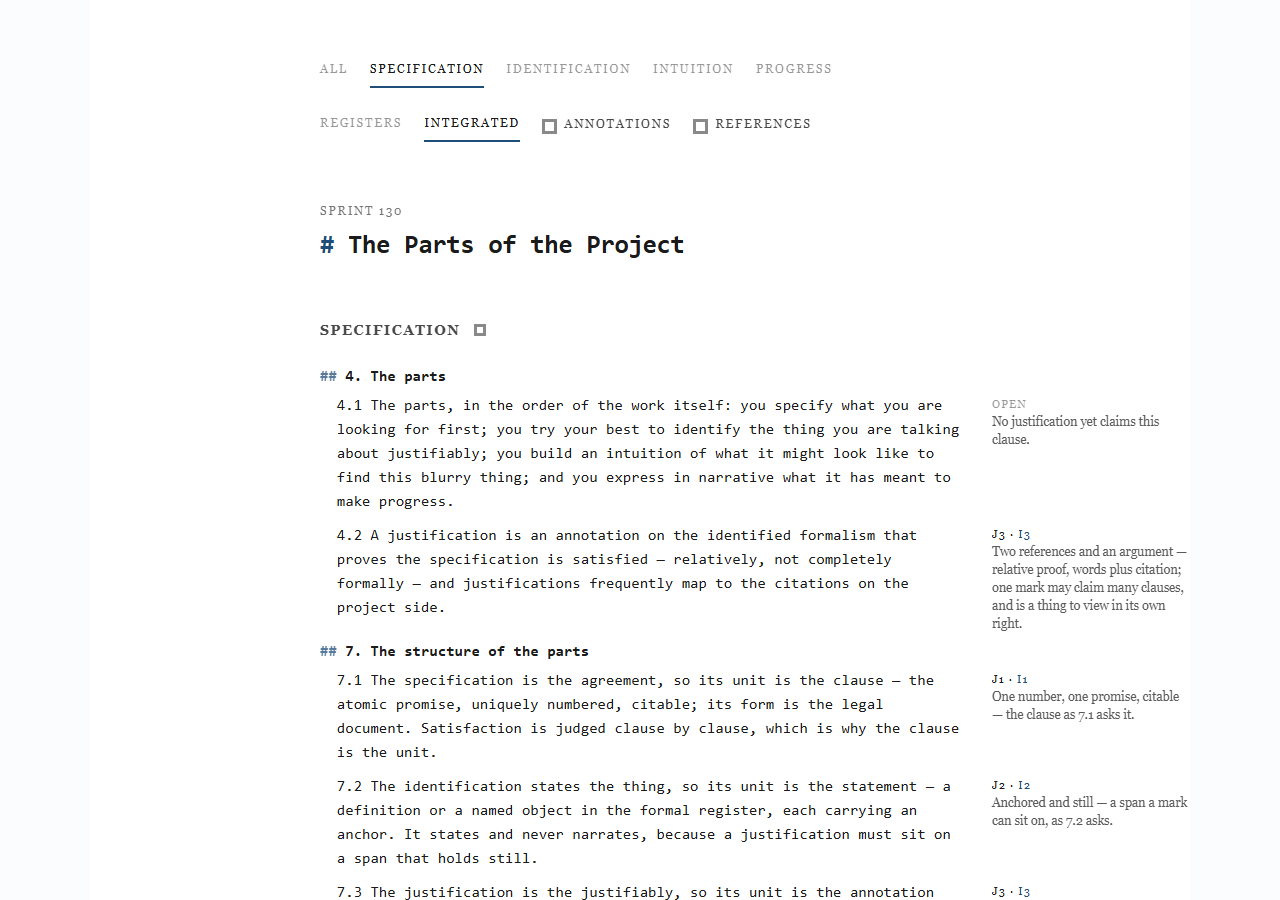 ALL SPECIFICATION IDENTIFICATION INTUITION PROGRESS
REGISTERS INTEGRATED ANNOTATIONS REFERENCES
SPRINT 130
# The Parts of the Project
SPECIFICATION
## 4. The parts
4.1 The parts, in the order of the work itself: you specify what you are
looking for first; you try your best to identify the thing you are talking
about justifiably; you build an intuition of what it might look like to
find this blurry thing; and you express in narrative what it has meant to
make progress.
OPEN
No justification yet claims this
clause.
4.2 A justification is an annotation on the identified formalism that
proves the specification is satisfied — relatively, not completely
formally — and justifications frequently map to the citations on the
project side.
J3 · I3
Two references and an argument —
relative proof, words plus citation;
one mark may claim many clauses,
and is a thing to view in its own
right.
## 7. The structure of the parts
7.1 The specification is the agreement, so its unit is the clause — the
atomic promise, uniquely numbered, citable; its form is the legal
document. Satisfaction is judged clause by clause, which is why the clause
is the unit.
J1 · I1
One number, one promise, citable
— the clause as 7.1 asks it.
7.2 The identification states the thing, so its unit is the statement — a
definition or a named object in the formal register, each carrying an
anchor. It states and never narrates, because a justification must sit on
a span that holds still.
J2 · I2
Anchored and still — a span a mark
can sit on, as 7.2 asks.
7.3 The justification is the justifiably, so its unit is the annotation
J3 · I3